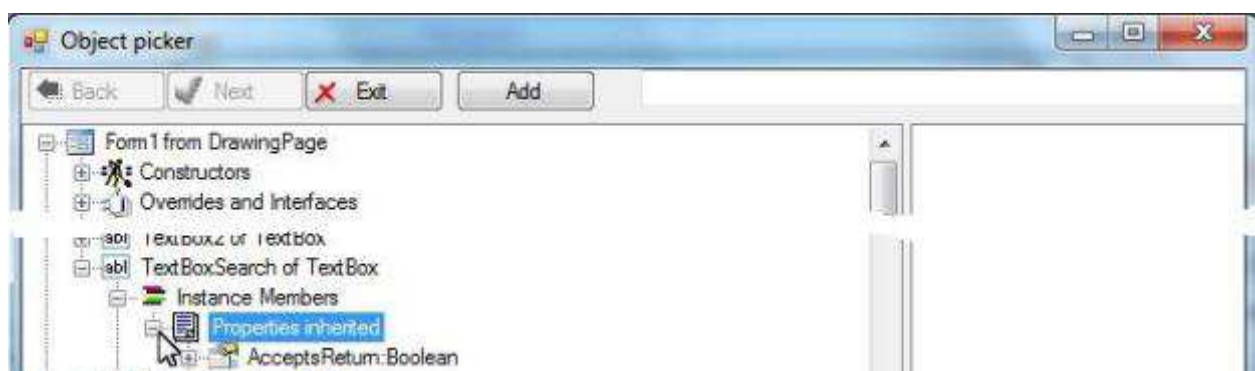 Object picker
Back Next Exit Add
Form1 from DrawingPage
Constructors
Overrides and Interfaces
TextBox2 of TextBox
TextBoxSearch of TextBox
Instance Members
Properties inherited
AcceptsReturn:Boolean